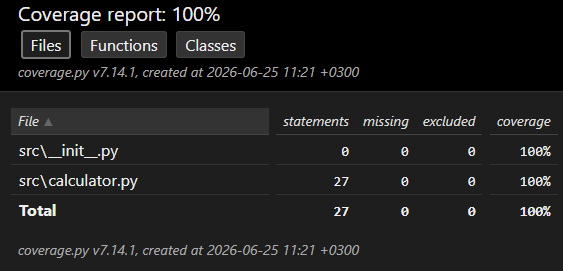 Coverage report: 100%
Files Functions Classes
coverage.py v7.14.1, created at 2026-06-25 11:21 +0300
File ▲ statements missing excluded coverage
src\__init__.py 0 0 0 100%
src\calculator.py 27 0 0 100%
Total 27 0 0 100%
coverage.py v7.14.1, created at 2026-06-25 11:21 +0300